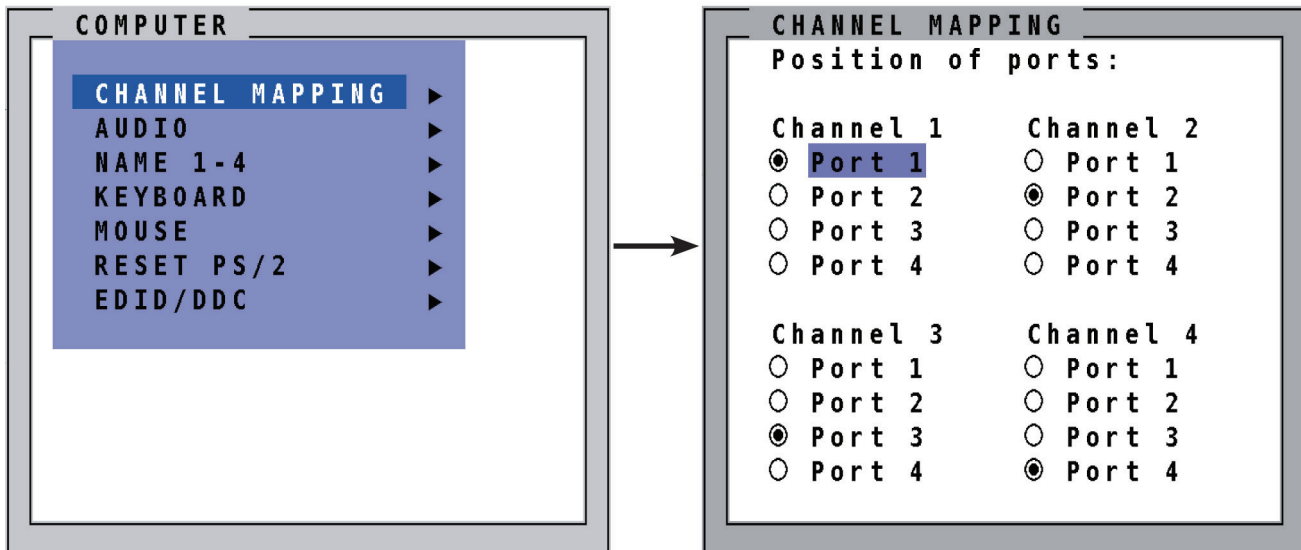 COMPUTER
CHANNEL MAPPING
AUDIO
NAME 1-4
KEYBOARD
MOUSE
RESET PS/2
EDID/DDC
CHANNEL MAPPING
Position of ports:
Channel 1
Port 1
Port 2
Port 3
Port 4
Channel 2
Port 1
Port 2
Port 3
Port 4
Channel 3
Port 1
Port 2
Port 3
Port 4
Channel 4
Port 1
Port 2
Port 3
Port 4